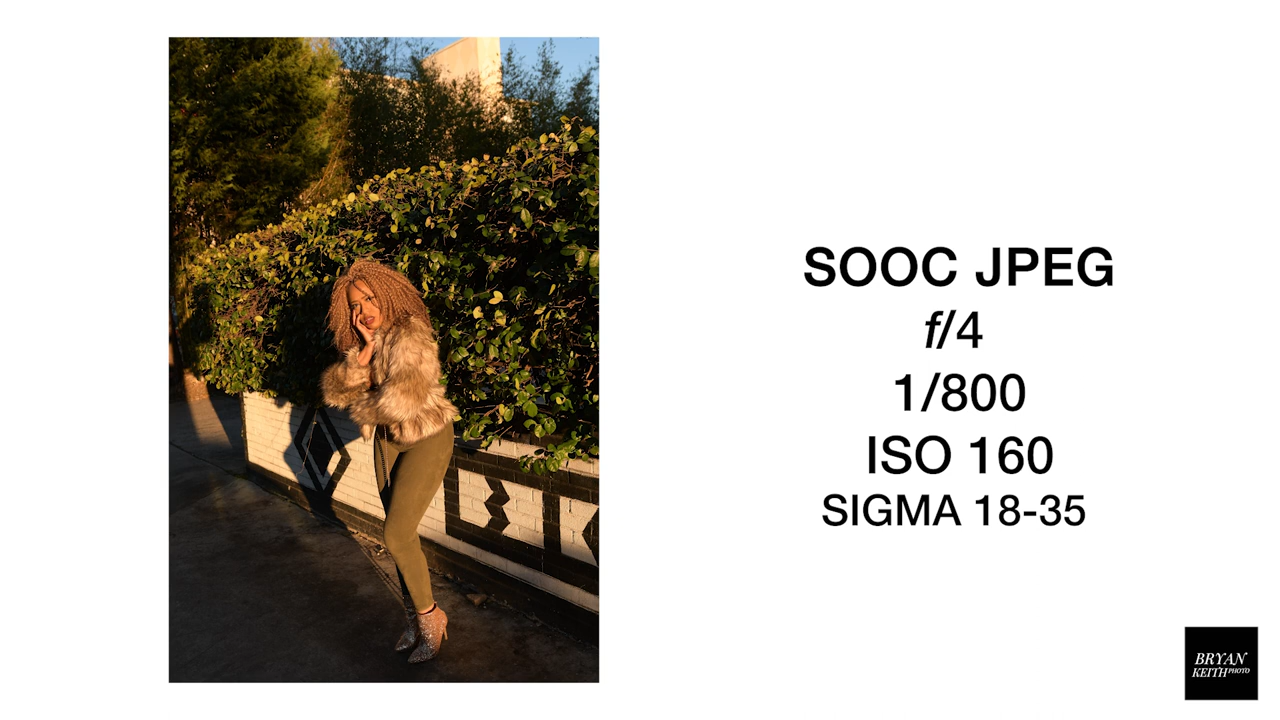 SOOC JPEG
f/4
1/800
ISO 160
SIGMA 18-35
BRYAN
KEITH PHOTO